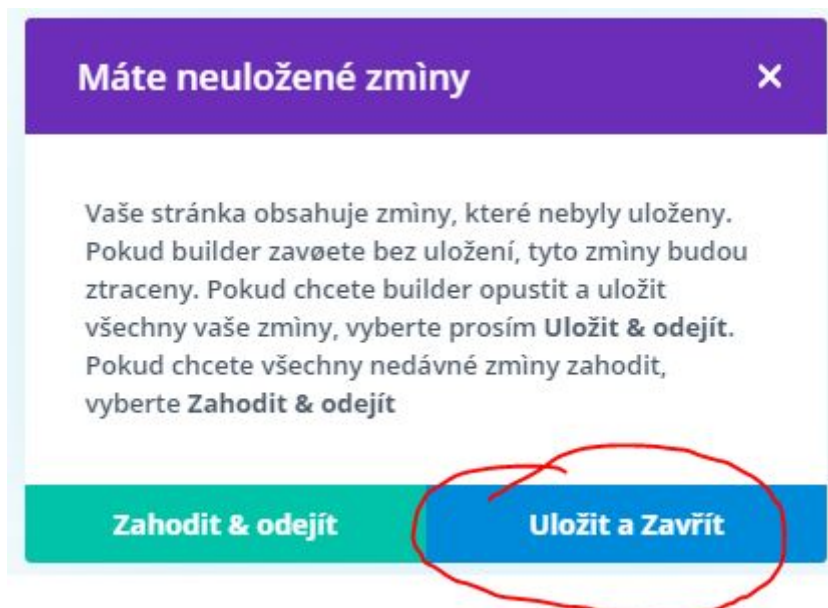 Máte neuložené zmìny
Vaše stránka obsahuje zmìny, které nebyly uloženy.
Pokud builder zavøete bez uložení, tyto zmìny budou
ztraceny. Pokud chcete builder opustit a uložit
všechny vaše zmìny, vyberte prosím Uložit & odejít.
Pokud chcete všechny nedávné zmìny zahodit,
vyberte Zahodit & odejít
Zahodit & odejít
Uložit a Zavřít